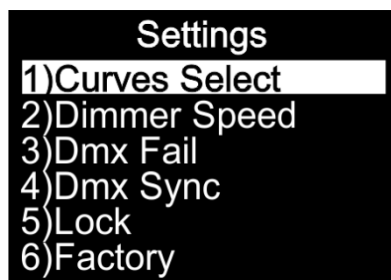 Settings
1)Curves Select
2)Dimmer Speed
3)Dmx Fail
4)Dmx Sync
5)Lock
6)Factory